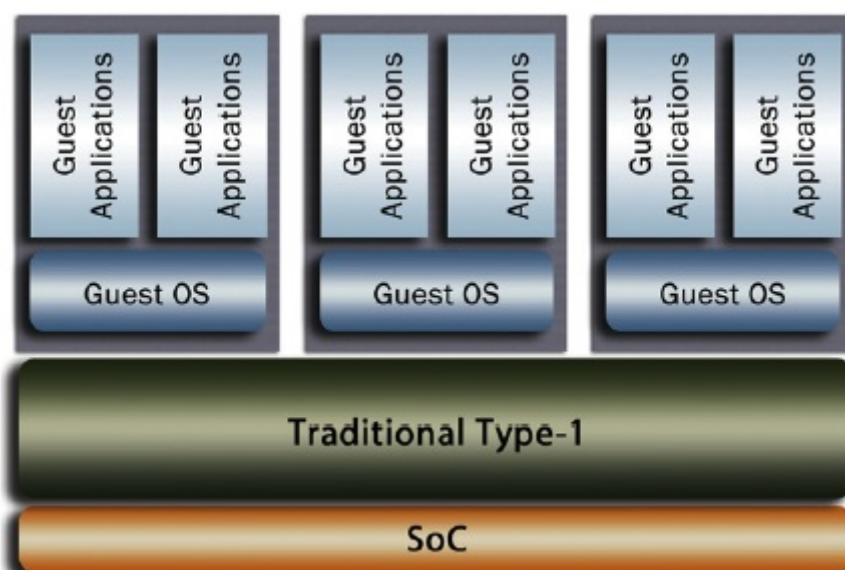 Guest
Applications
Guest
Applications
Guest
Applications
Guest
Applications
Guest
Applications
Guest
Applications
Guest OS
Guest OS
Guest OS
Traditional Type-1
SoC